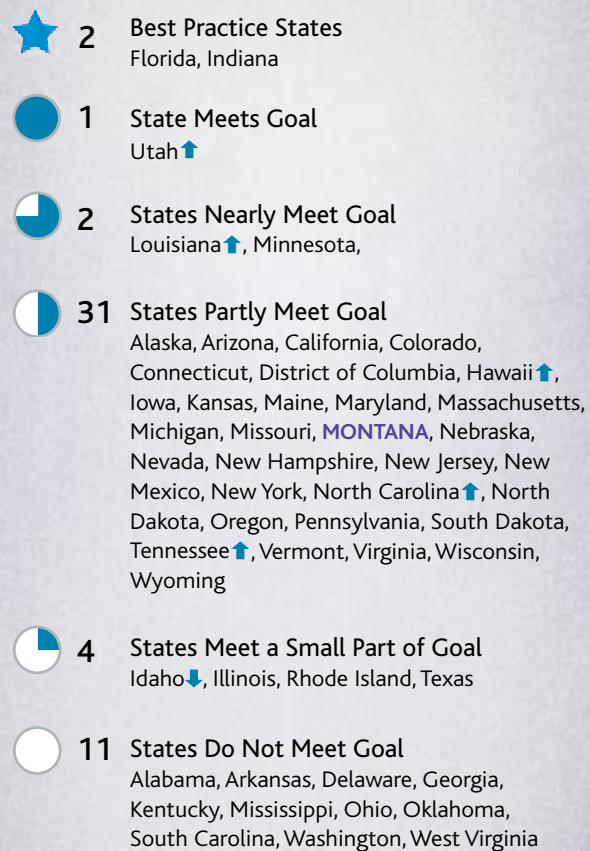 2 Best Practice States
Florida, Indiana
1 State Meets Goal
Utah⬆
2 States Nearly Meet Goal
Louisiana⬆, Minnesota,
31 States Partly Meet Goal
Alaska, Arizona, California, Colorado,
Connecticut, District of Columbia, Hawaii⬆,
Iowa, Kansas, Maine, Maryland, Massachusetts,
Michigan, Missouri, MONTANA, Nebraska,
Nevada, New Hampshire, New Jersey, New
Mexico, New York, North Carolina⬆, North
Dakota, Oregon, Pennsylvania, South Dakota,
Tennessee⬆, Vermont, Virginia, Wisconsin,
Wyoming
4 States Meet a Small Part of Goal
Idaho⬇, Illinois, Rhode Island, Texas
11 States Do Not Meet Goal
Alabama, Arkansas, Delaware, Georgia,
Kentucky, Mississippi, Ohio, Oklahoma,
South Carolina, Washington, West Virginia